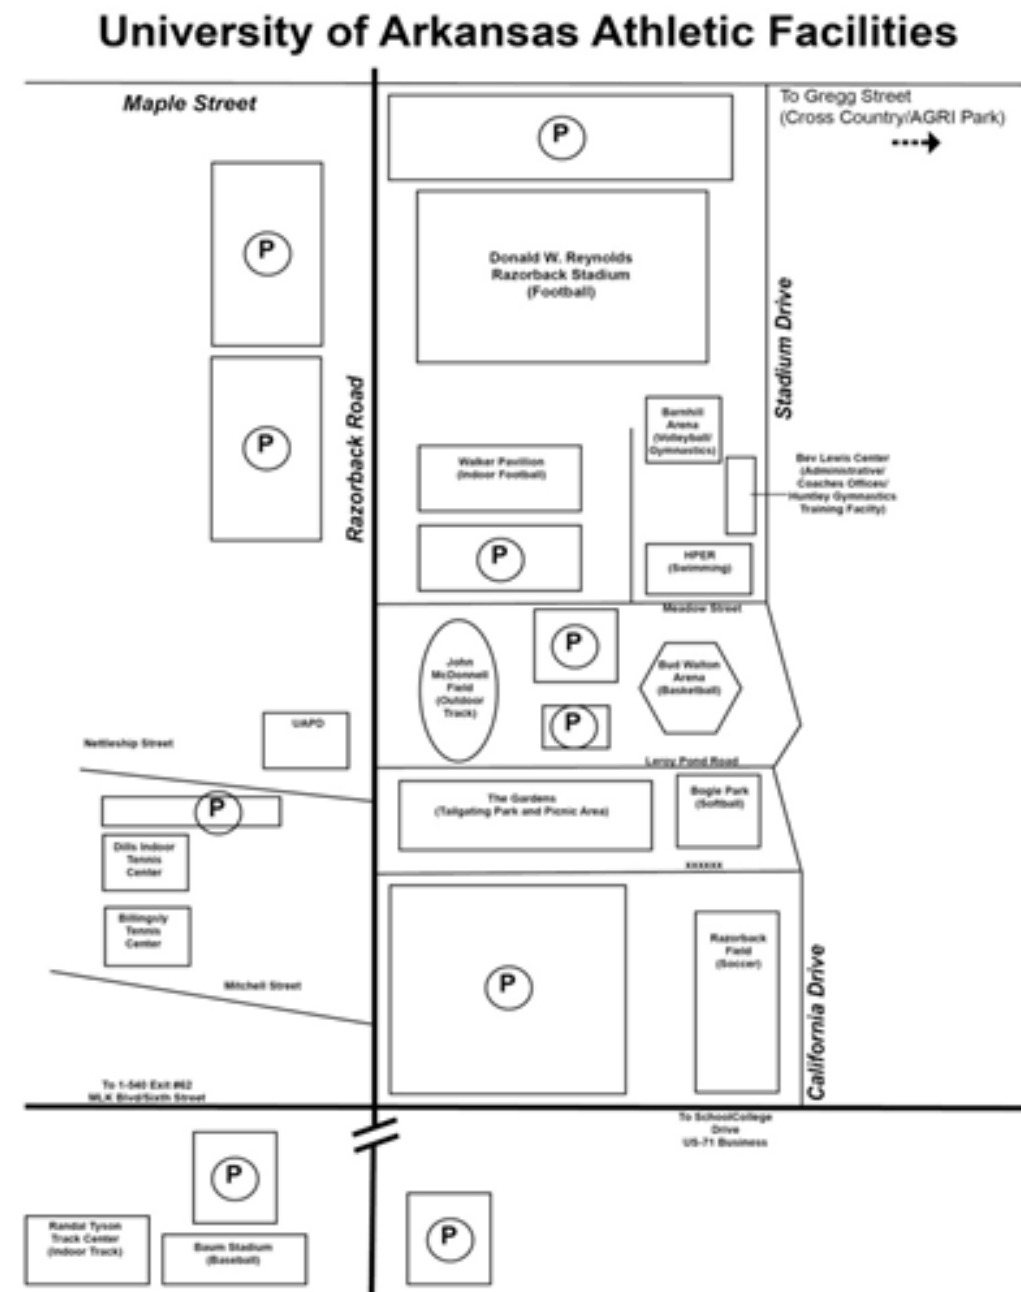 University of Arkansas Athletic Facilities
Maple Street
To Gregg Street
(Cross Country/AGRI Park)
P
P
Donald W. Reynolds
Razorback Stadium
(Football)
Stadium Drive
Razorback Road
P
Barnhill
Arena
(Volleyball/
Gymnastics)
Walker Pavillion
(Indoor Football)
Bev Lewis Center
(Administrative/
Coaches Offices/
Huntley Gymnastics
Training Facilty)
P
HPER
(Swimming)
Meadow Street
P
John
McDonnell
Field
(Outdoor
Track)
Bud Walton
Arena
(Basketball)
P
UAPD
Nettleship Street
Leroy Pond Road
P
The Gardens
(Tailgating Park and Picnic Area)
Bogle Park
(Softball)
Dills Indoor
Tennis
Center
xxxxxx
Billingsly
Tennis
Center
Razorback
Field
(Soccer)
P
Mitchell Street
California Drive
To 1-540 Exit #62
MLK Blvd/Sixth Street
To SchoolCollege
Drive
US-71 Business
P
P
Randal Tyson
Track Center
(Indoor Track)
Baum Stadium
(Baseball)